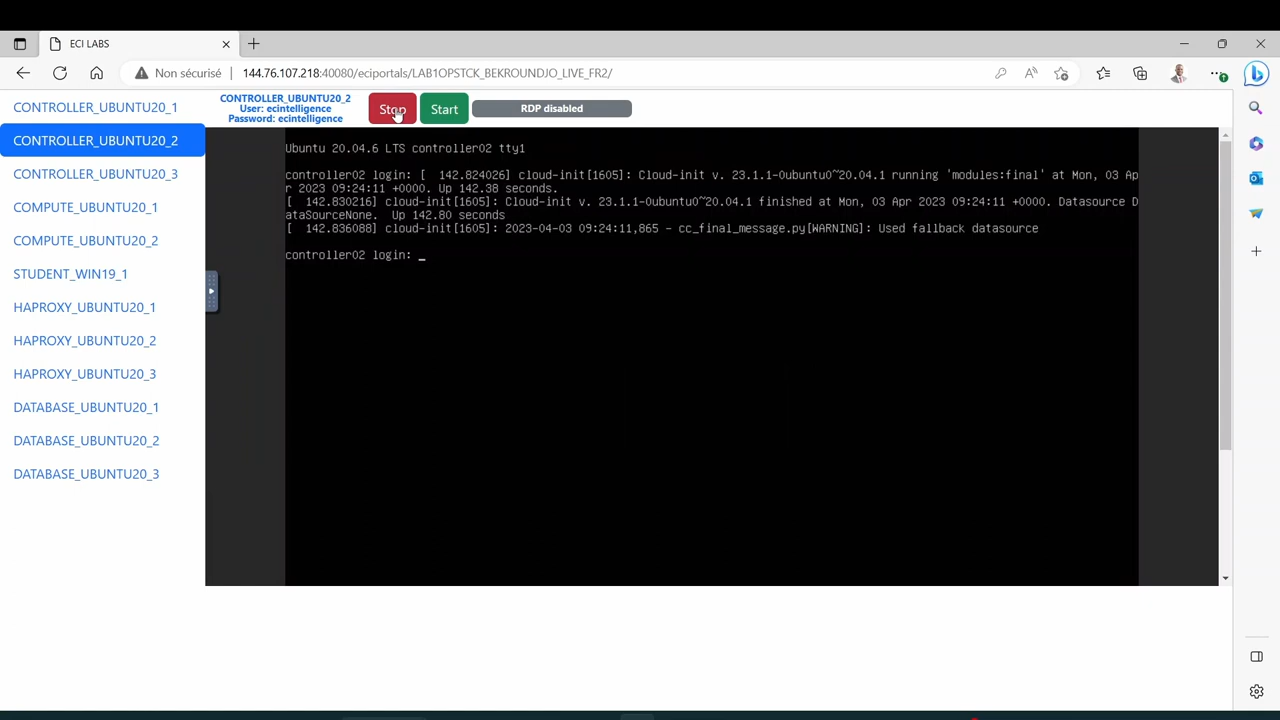 ECI LABS
Non sécurisé
144.76.107.218:40080/eciportals/LAB1OPSTCK_BEKROUNDJO_LIVE_FR2/
CONTROLLER_UBUNTU20_1
CONTROLLER_UBUNTU20_2
CONTROLLER_UBUNTU20_3
COMPUTE_UBUNTU20_1
COMPUTE_UBUNTU20_2
STUDENT_WIN19_1
HAPROXY_UBUNTU20_1
HAPROXY_UBUNTU20_2
HAPROXY_UBUNTU20_3
DATABASE_UBUNTU20_1
DATABASE_UBUNTU20_2
DATABASE_UBUNTU20_3
CONTROLLER_UBUNTU20_2
User: ecintelligence
Password: ecintelligence
Stop
Start
RDP disabled
Ubuntu 20.04.6 LTS controller02 tty1
controller02 login: [  142.824026] cloud-init[1605]: Cloud-init v. 23.1.1-0ubuntu0~20.04.1 running 'modules:final' at Mon, 03 Ap
r 2023 09:24:11 +0000. Up 142.38 seconds.
[  142.830216] cloud-init[1605]: Cloud-init v. 23.1.1-0ubuntu0~20.04.1 finished at Mon, 03 Apr 2023 09:24:11 +0000. Datasource D
ataSourceNone.  Up 142.80 seconds
[  142.836088] cloud-init[1605]: 2023-04-03 09:24:11,865 - cc_final_message.py[WARNING]: Used fallback datasource
controller02 login: _